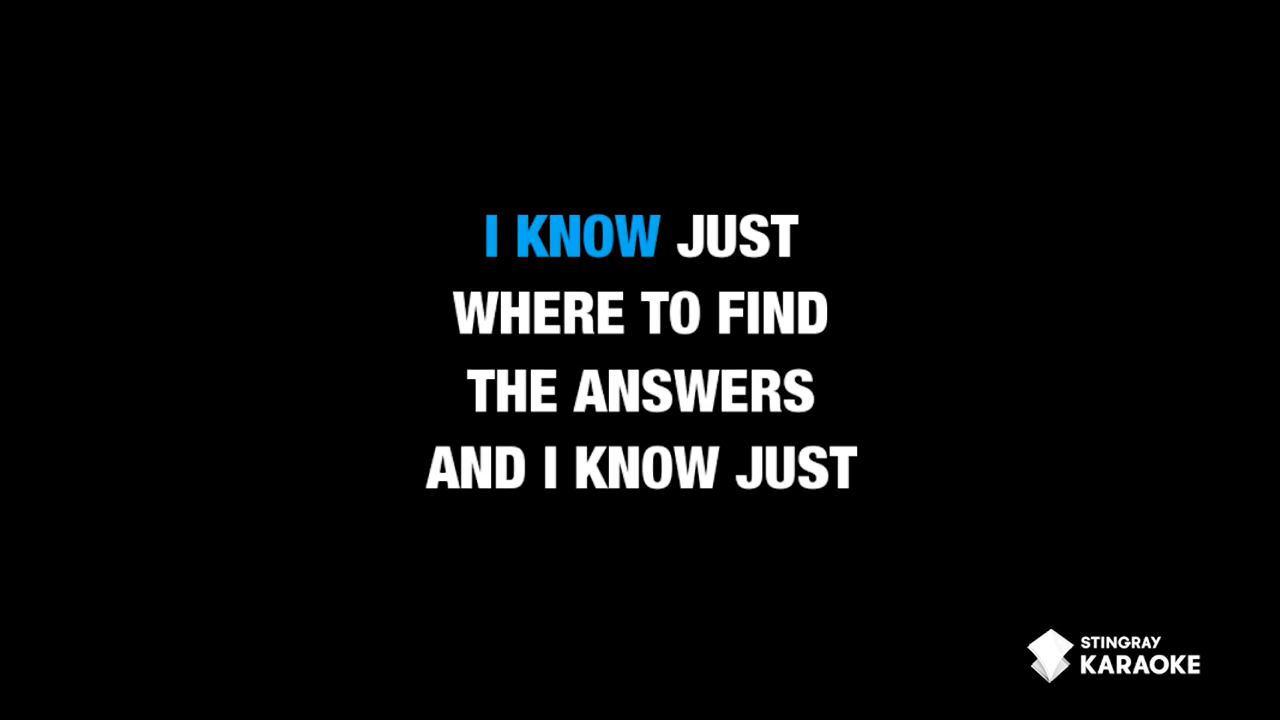 I KNOW JUST
WHERE TO FIND
THE ANSWERS
AND I KNOW JUST
STINGRAY
KARAOKE